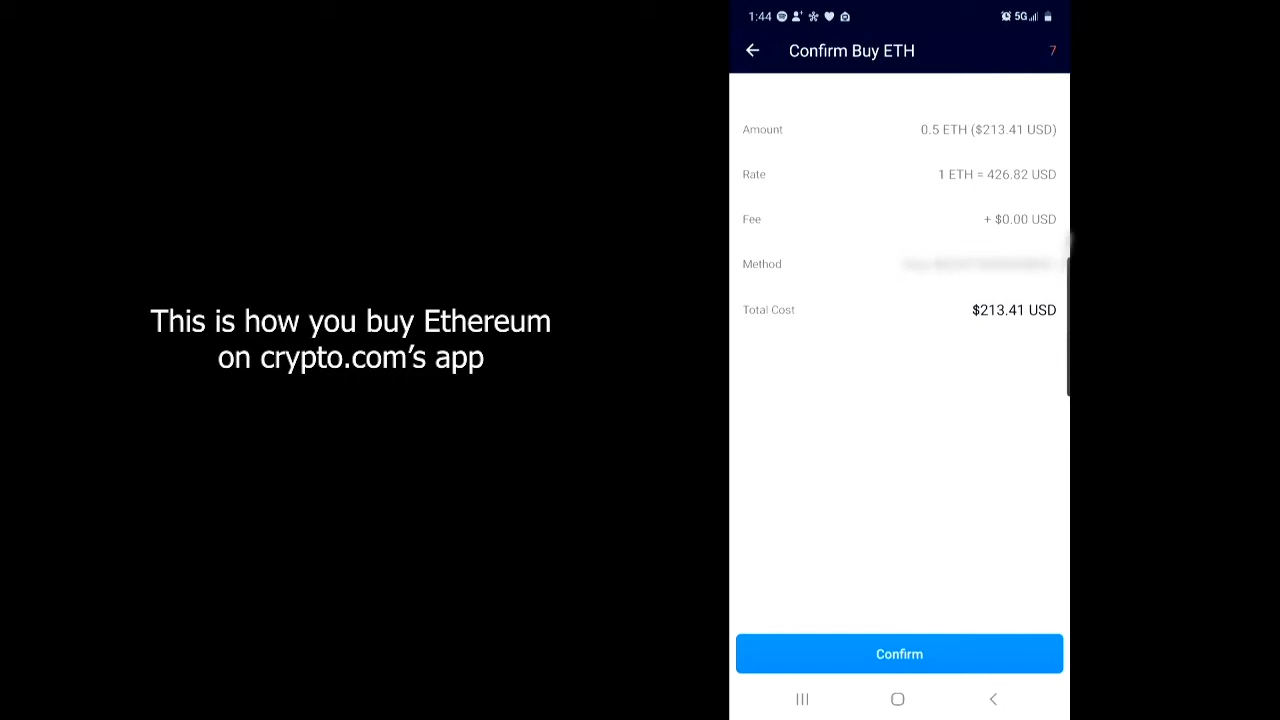 This is how you buy Ethereum
on crypto.com’s app
1:44 5G
Confirm Buy ETH 7
Amount 0.5 ETH ($213.41 USD)
Rate 1 ETH = 426.82 USD
Fee + $0.00 USD
Method
Total Cost $213.41 USD
Confirm